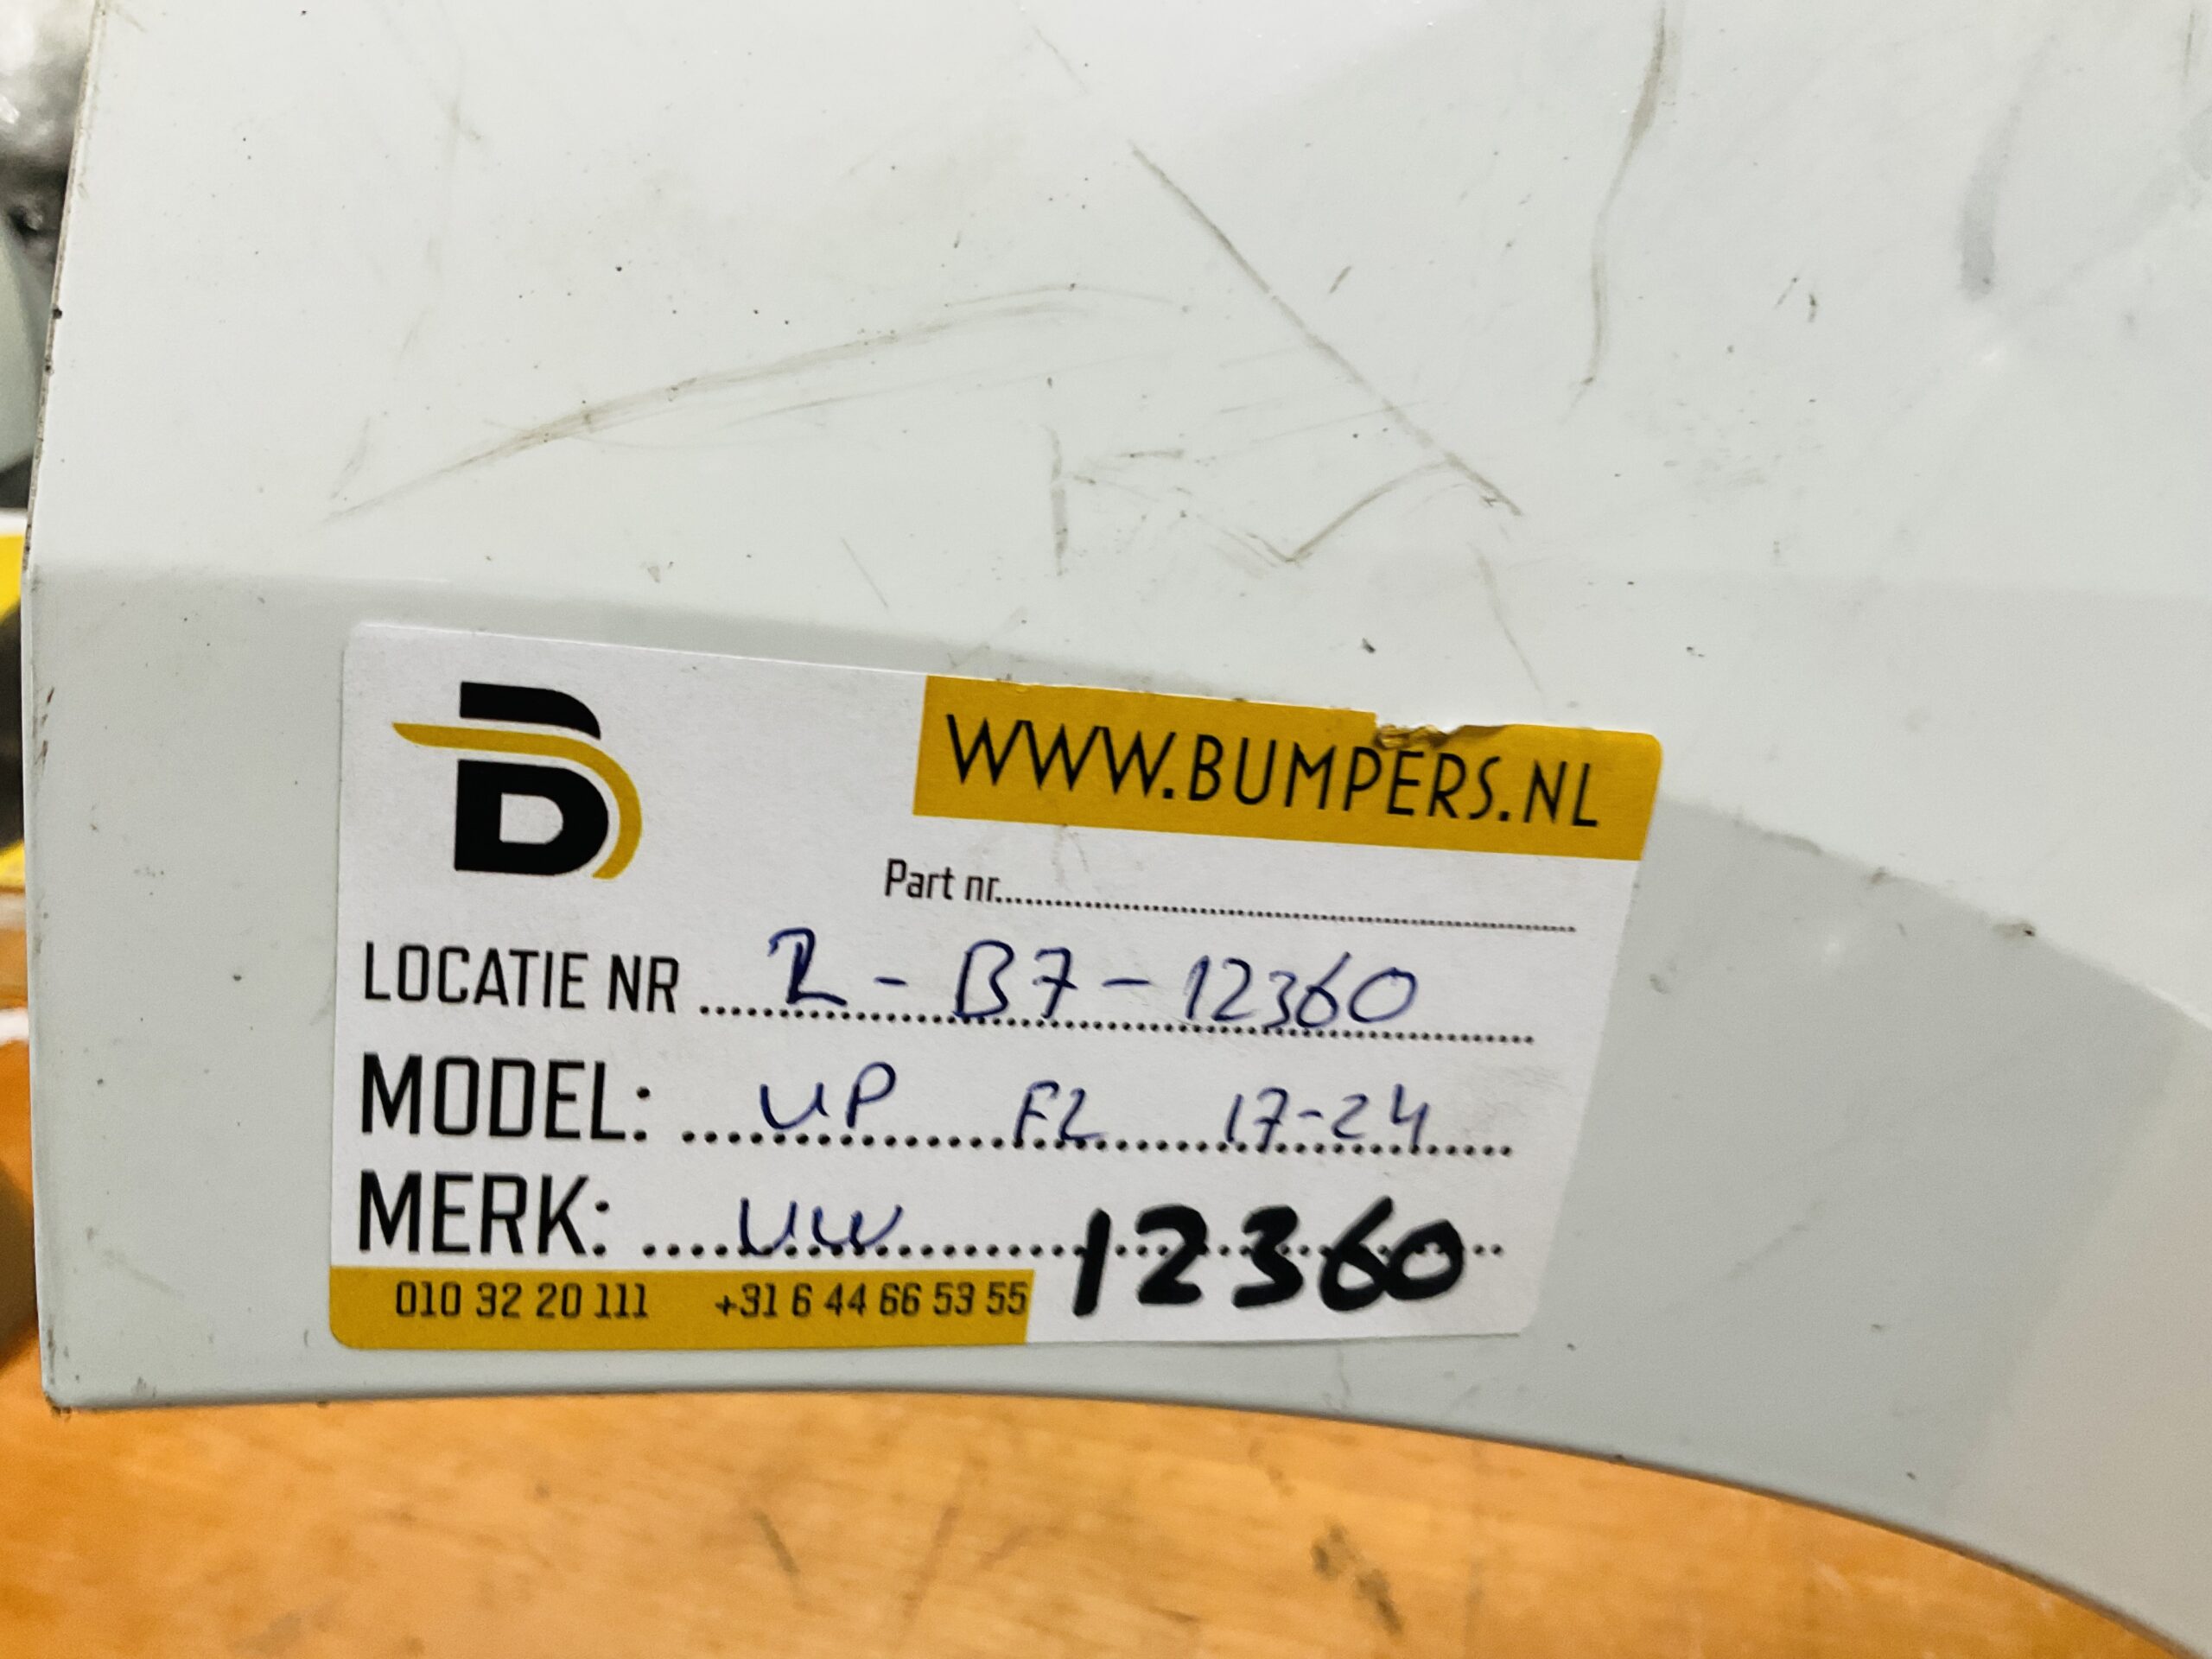 WWW.BUMPERS.NL
Part nr.
LOCATIE NR 2 - B7 - 12360
MODEL: UP FL 17-24
MERK: VW 12360
010 32 20 111 +31 6 44 66 53 55